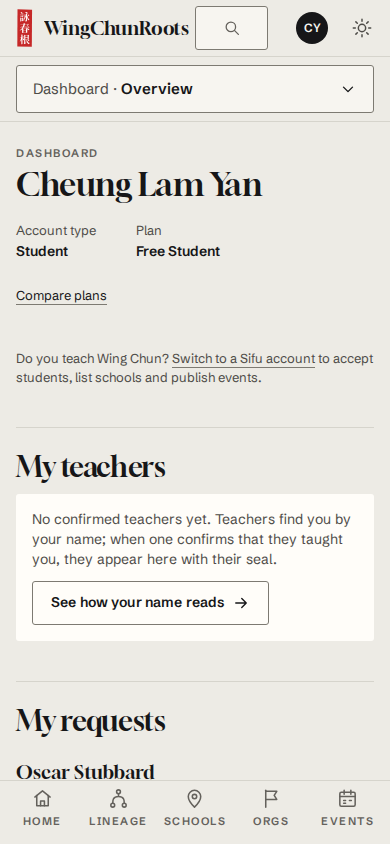 詠春根
WingChunRoots
CY
Dashboard · Overview
DASHBOARD
Cheung Lam Yan
Account type
Plan
Student
Free Student
Compare plans
Do you teach Wing Chun? Switch to a Sifu account to accept
students, list schools and publish events.
My teachers
No confirmed teachers yet. Teachers find you by
your name; when one confirms that they taught
you, they appear here with their seal.
See how your name reads →
My requests
Oscar Stubbard
HOME
LINEAGE
SCHOOLS
ORGS
EVENTS